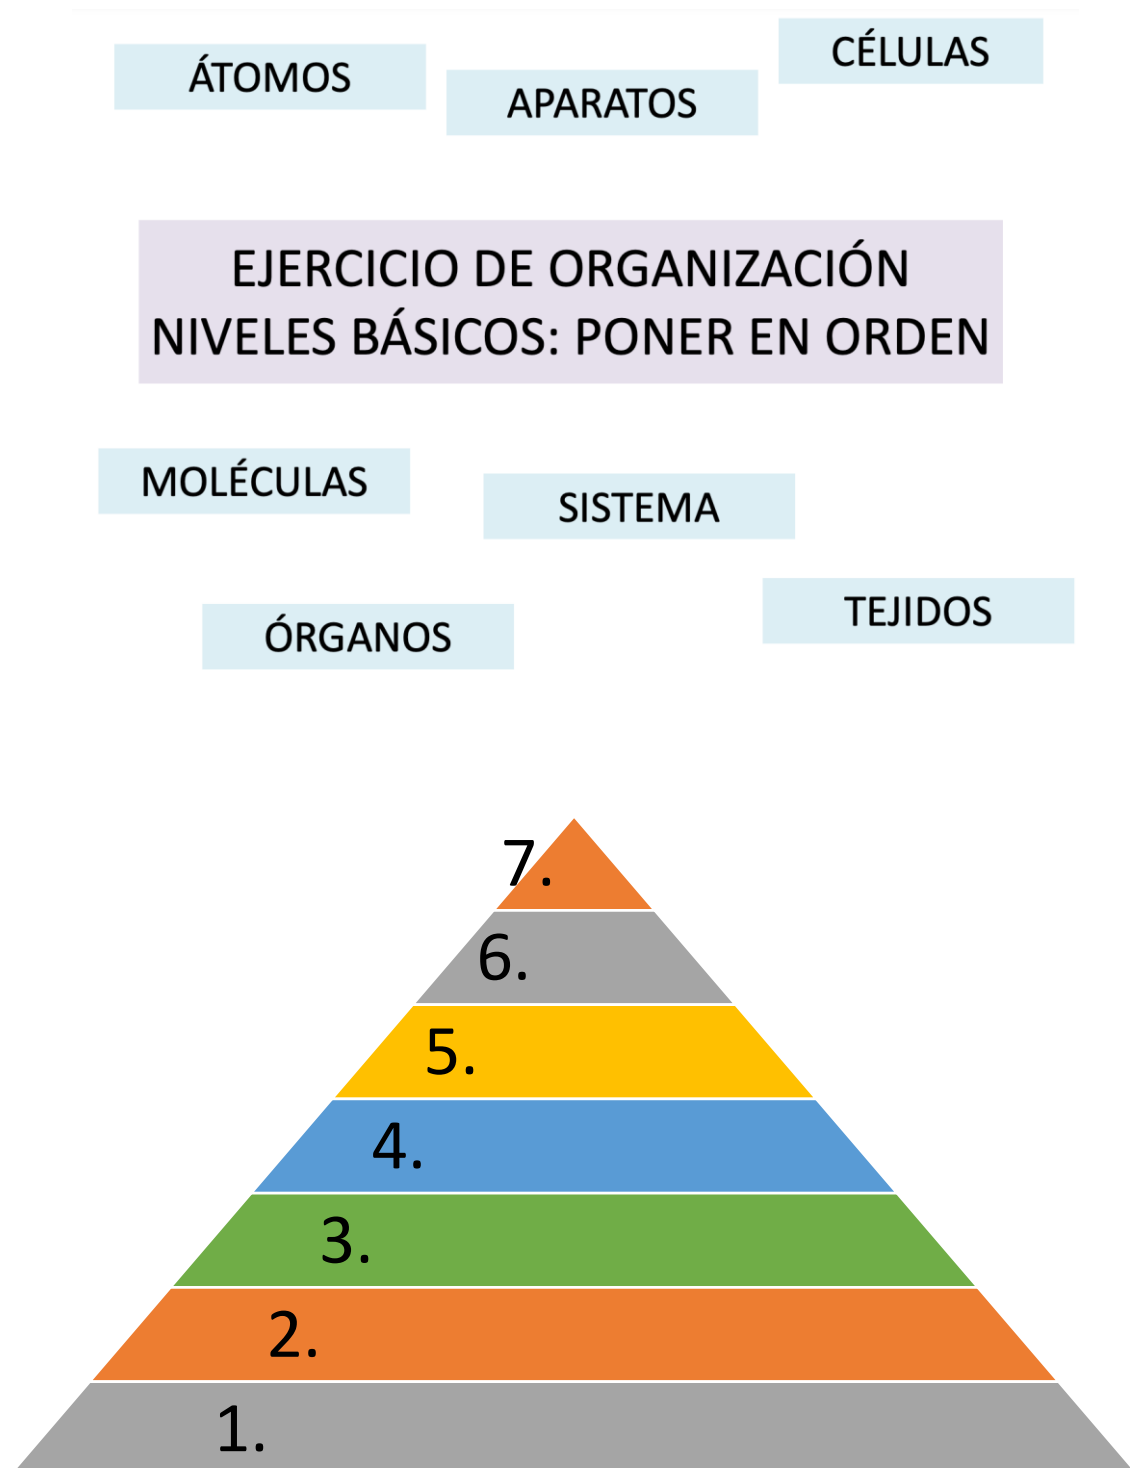 ÁTOMOS
APARATOS
CÉLULAS
EJERCICIO DE ORGANIZACIÓN
NIVELES BÁSICOS: PONER EN ORDEN
MOLÉCULAS
SISTEMA
ÓRGANOS
TEJIDOS
7.
6.
5.
4.
3.
2.
1.